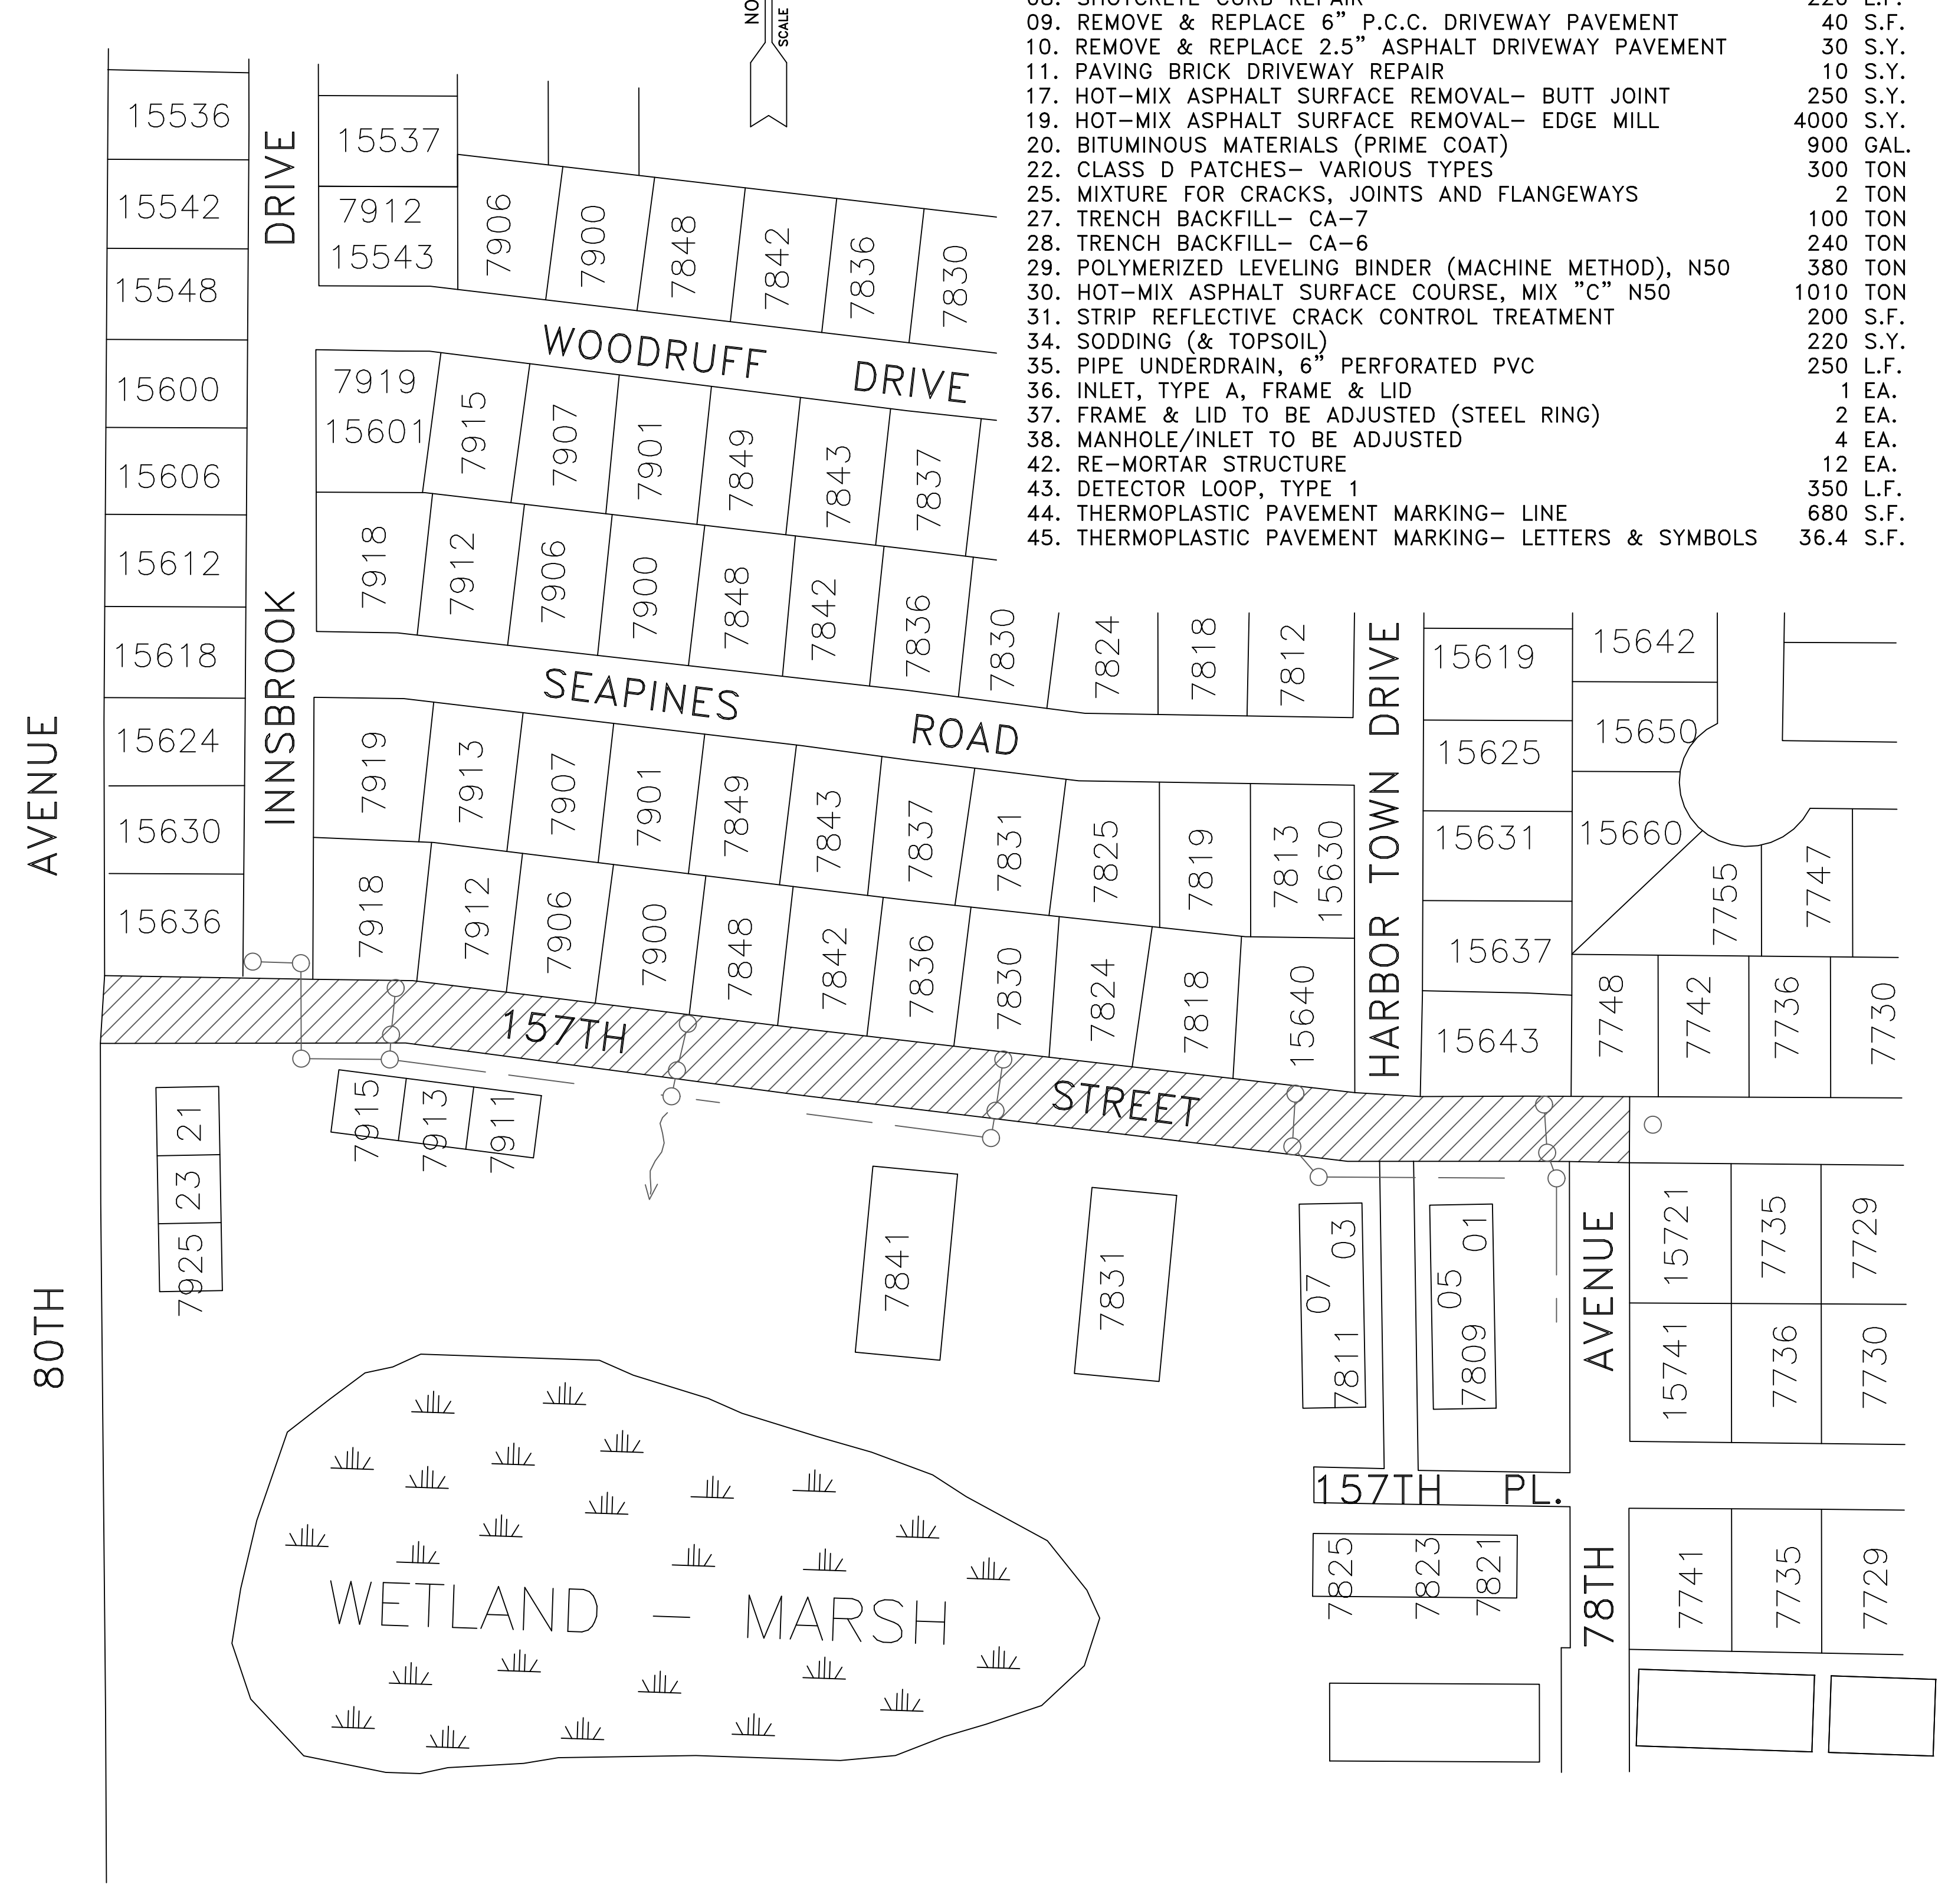 NO
SCALE
08. SHOTCRETE CURB REPAIR 220 L.F.
09. REMOVE & REPLACE 6” P.C.C. DRIVEWAY PAVEMENT 40 S.F.
10. REMOVE & REPLACE 2.5” ASPHALT DRIVEWAY PAVEMENT 30 S.Y.
11. PAVING BRICK DRIVEWAY REPAIR 10 S.Y.
17. HOT–MIX ASPHALT SURFACE REMOVAL– BUTT JOINT 250 S.Y.
19. HOT–MIX ASPHALT SURFACE REMOVAL– EDGE MILL 4000 S.Y.
20. BITUMINOUS MATERIALS (PRIME COAT) 900 GAL.
22. CLASS D PATCHES– VARIOUS TYPES 300 TON
25. MIXTURE FOR CRACKS, JOINTS AND FLANGEWAYS 2 TON
27. TRENCH BACKFILL– CA–7 100 TON
28. TRENCH BACKFILL– CA–6 240 TON
29. POLYMERIZED LEVELING BINDER (MACHINE METHOD), N50 380 TON
30. HOT–MIX ASPHALT SURFACE COURSE, MIX ”C” N50 1010 TON
31. STRIP REFLECTIVE CRACK CONTROL TREATMENT 200 S.F.
34. SODDING (& TOPSOIL) 220 S.Y.
35. PIPE UNDERDRAIN, 6” PERFORATED PVC 250 L.F.
36. INLET, TYPE A, FRAME & LID 1 EA.
37. FRAME & LID TO BE ADJUSTED (STEEL RING) 2 EA.
38. MANHOLE/INLET TO BE ADJUSTED 4 EA.
42. RE–MORTAR STRUCTURE 12 EA.
43. DETECTOR LOOP, TYPE 1 350 L.F.
44. THERMOPLASTIC PAVEMENT MARKING– LINE 680 S.F.
45. THERMOPLASTIC PAVEMENT MARKING– LETTERS & SYMBOLS 36.4 S.F.
80TH AVENUE
15536
15542
15548
15600
15606
15612
15618
15624
15630
15636
INNSBROOK DRIVE
15537
7912
15543
7906
7900
7848
7842
7836
7830
WOODRUFF DRIVE
7919
15601
7915
7907
7901
7849
7843
7837
7918
7912
7906
7900
7848
7842
7836
7830
7824
7818
7812
SEAPINES ROAD
7919
7913
7907
7901
7849
7843
7837
7831
7825
7819
7813
15630
7918
7912
7906
7900
7848
7842
7836
7830
7824
7818
15640
HARBOR TOWN DRIVE
15619
15625
15631
15637
15643
15642
15650
15660
7755
7747
7748
7742
7736
7730
157TH STREET
21
23
7925
7915
7913
7911
7841
7831
03
07
7811
01
05
7809
78TH AVENUE
15721
7735
7729
15741
7736
7730
157TH PL.
7825
7823
7821
7741
7735
7729
WETLAND – MARSH